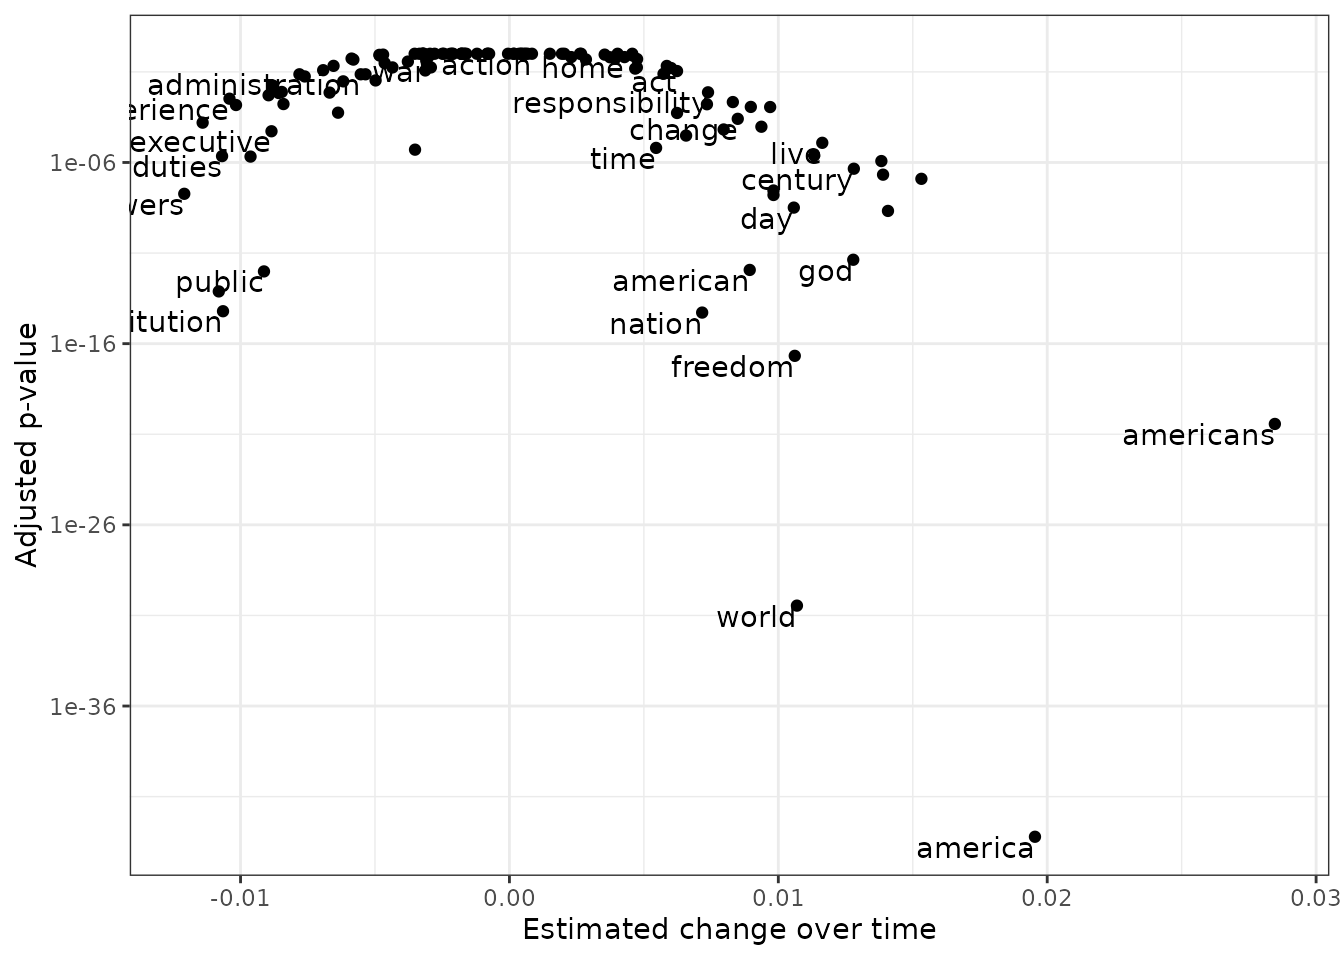 war
action
home
administration
act
erience
responsibility
change
executive
time
live
duties
century
wers
day
public
american
god
itution
nation
freedom
americans
world
america
Adjusted p-value
1e-06
1e-16
1e-26
1e-36
-0.01 0.00 0.01 0.02 0.03
Estimated change over time